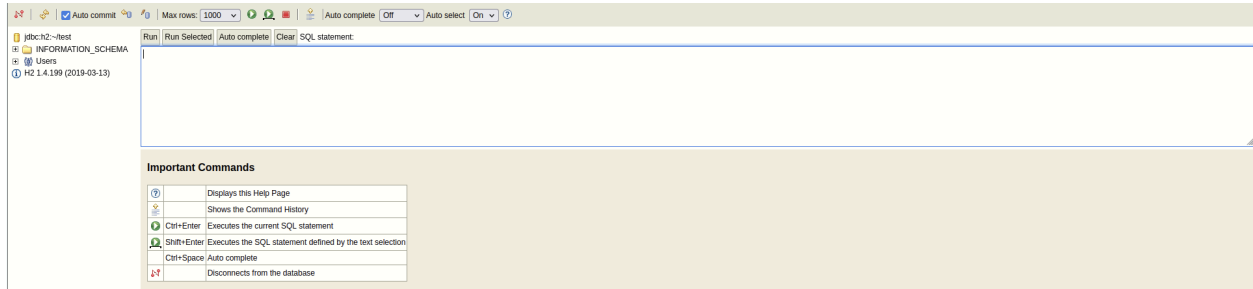 Auto commit Max rows: 1000 Auto complete Off Auto select On
jdbc:h2:~/test
INFORMATION_SCHEMA
Users
H2 1.4.199 (2019-03-13)
Run Run Selected Auto complete Clear SQL statement:
Important Commands
Displays this Help Page
Shows the Command History
Ctrl+Enter Executes the current SQL statement
Shift+Enter Executes the SQL statement defined by the text selection
Ctrl+Space Auto complete
Disconnects from the database